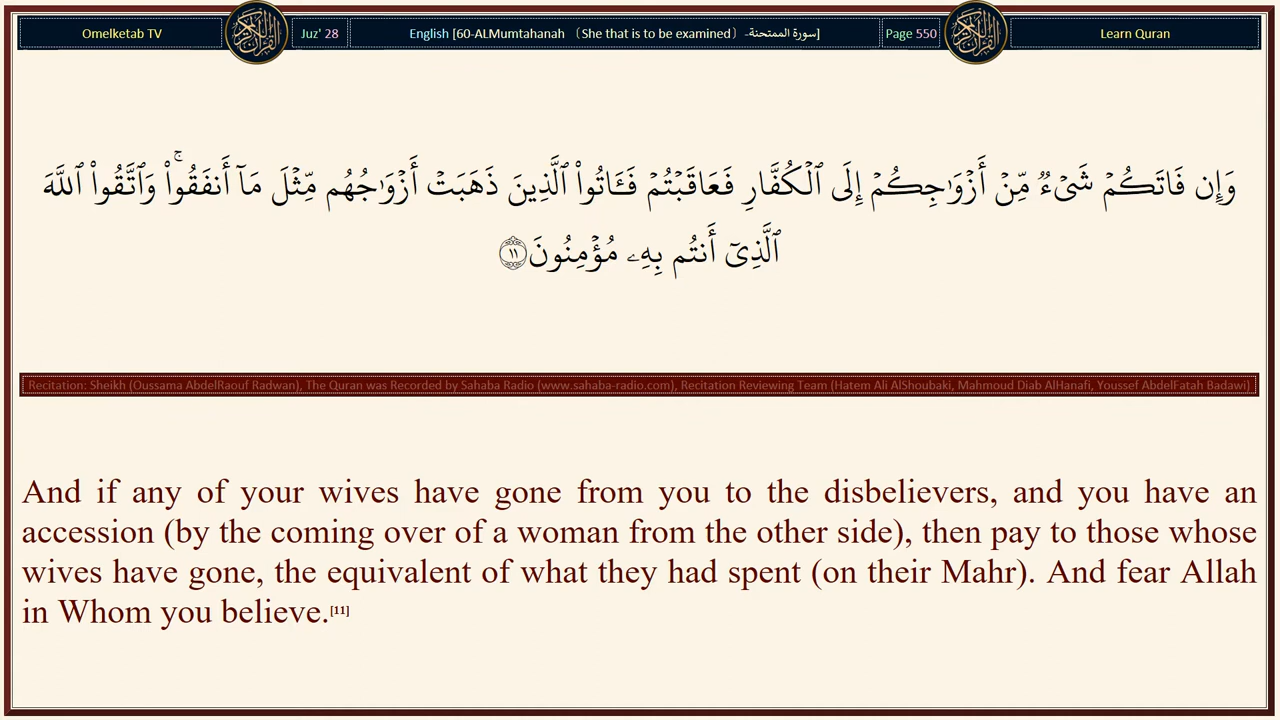 Omelketab TV
Juz' 28
English [60-ALMumtahanah 〔She that is to be examined〕 -سورة الممتحنة]
Page 550
Learn Quran
وَإِن فَاتَكُمۡ شَيۡءٞ مِّنۡ أَزۡوَٰجِكُمۡ إِلَى ٱلۡكُفَّارِ فَعَاقَبۡتُمۡ فَـَٔاتُواْ ٱلَّذِينَ ذَهَبَتۡ أَزۡوَٰجُهُم مِّثۡلَ مَآ أَنفَقُواْۚ وَٱتَّقُواْ ٱللَّهَ
ٱلَّذِيٓ أَنتُم بِهِۦ مُؤۡمِنُونَ ١١
Recitation: Sheikh (Oussama AbdelRaouf Radwan), The Quran was Recorded by Sahaba Radio (www.sahaba-radio.com), Recitation Reviewing Team (Hatem Ali AlShoubaki, Mahmoud Diab AlHanafi, Youssef AbdelFatah Badawi)
And if any of your wives have gone from you to the disbelievers, and you have an
accession (by the coming over of a woman from the other side), then pay to those whose
wives have gone, the equivalent of what they had spent (on their Mahr). And fear Allah
in Whom you believe.[11]